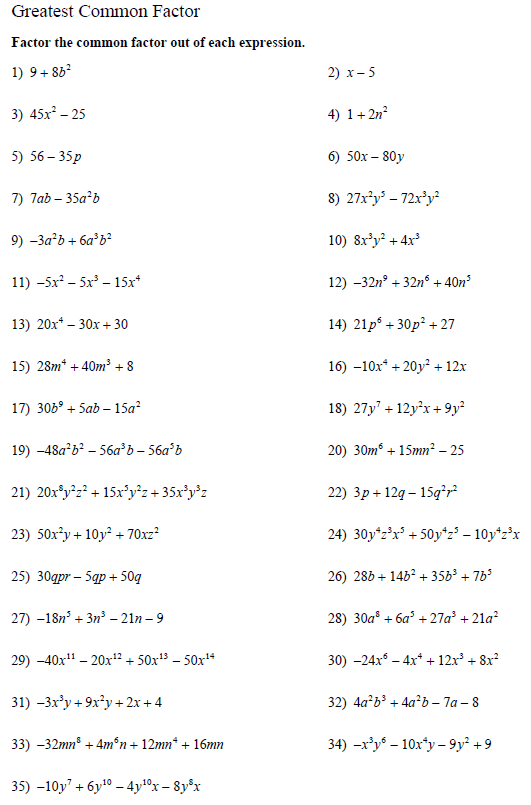 Greatest Common Factor
Factor the common factor out of each expression.
1) 9 + 8b²
2) x − 5
3) 45x² − 25
4) 1 + 2n²
5) 56 − 35p
6) 50x − 80y
7) 7ab − 35a²b
8) 27x²y⁵ − 72x³y²
9) −3a²b + 6a³b²
10) 8x³y² + 4x³
11) −5x² − 5x³ − 15x⁴
12) −32n⁹ + 32n⁶ + 40n⁵
13) 20x⁴ − 30x + 30
14) 21p⁶ + 30p² + 27
15) 28m⁴ + 40m³ + 8
16) −10x⁴ + 20y² + 12x
17) 30b⁹ + 5ab − 15a²
18) 27y⁷ + 12y²x + 9y²
19) −48a²b² − 56a³b − 56a⁵b
20) 30m⁶ + 15mn² − 25
21) 20x⁸y²z² + 15x⁵y²z + 35x³y³z
22) 3p + 12q − 15q²r²
23) 50x²y + 10y² + 70xz²
24) 30y⁴z³x⁵ + 50y⁴z⁵ − 10y⁴z³x
25) 30qpr − 5qp + 50q
26) 28b + 14b² + 35b³ + 7b⁵
27) −18n⁵ + 3n³ − 21n − 9
28) 30a⁸ + 6a⁵ + 27a³ + 21a²
29) −40x¹¹ − 20x¹² + 50x¹³ − 50x¹⁴
30) −24x⁶ − 4x⁴ + 12x³ + 8x²
31) −3x³y + 9x²y + 2x + 4
32) 4a²b³ + 4a²b − 7a − 8
33) −32mn⁸ + 4m⁶n + 12mn⁴ + 16mn
34) −x³y⁶ − 10x⁴y − 9y² + 9
35) −10y⁷ + 6y¹⁰ − 4y¹⁰x − 8y⁸x